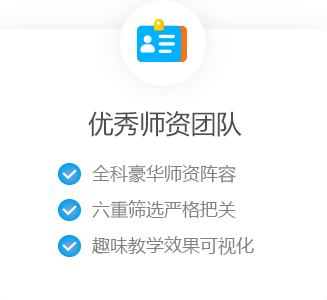 优秀师资团队
全科豪华师资阵容
六重筛选严格把关
趣味教学效果可视化